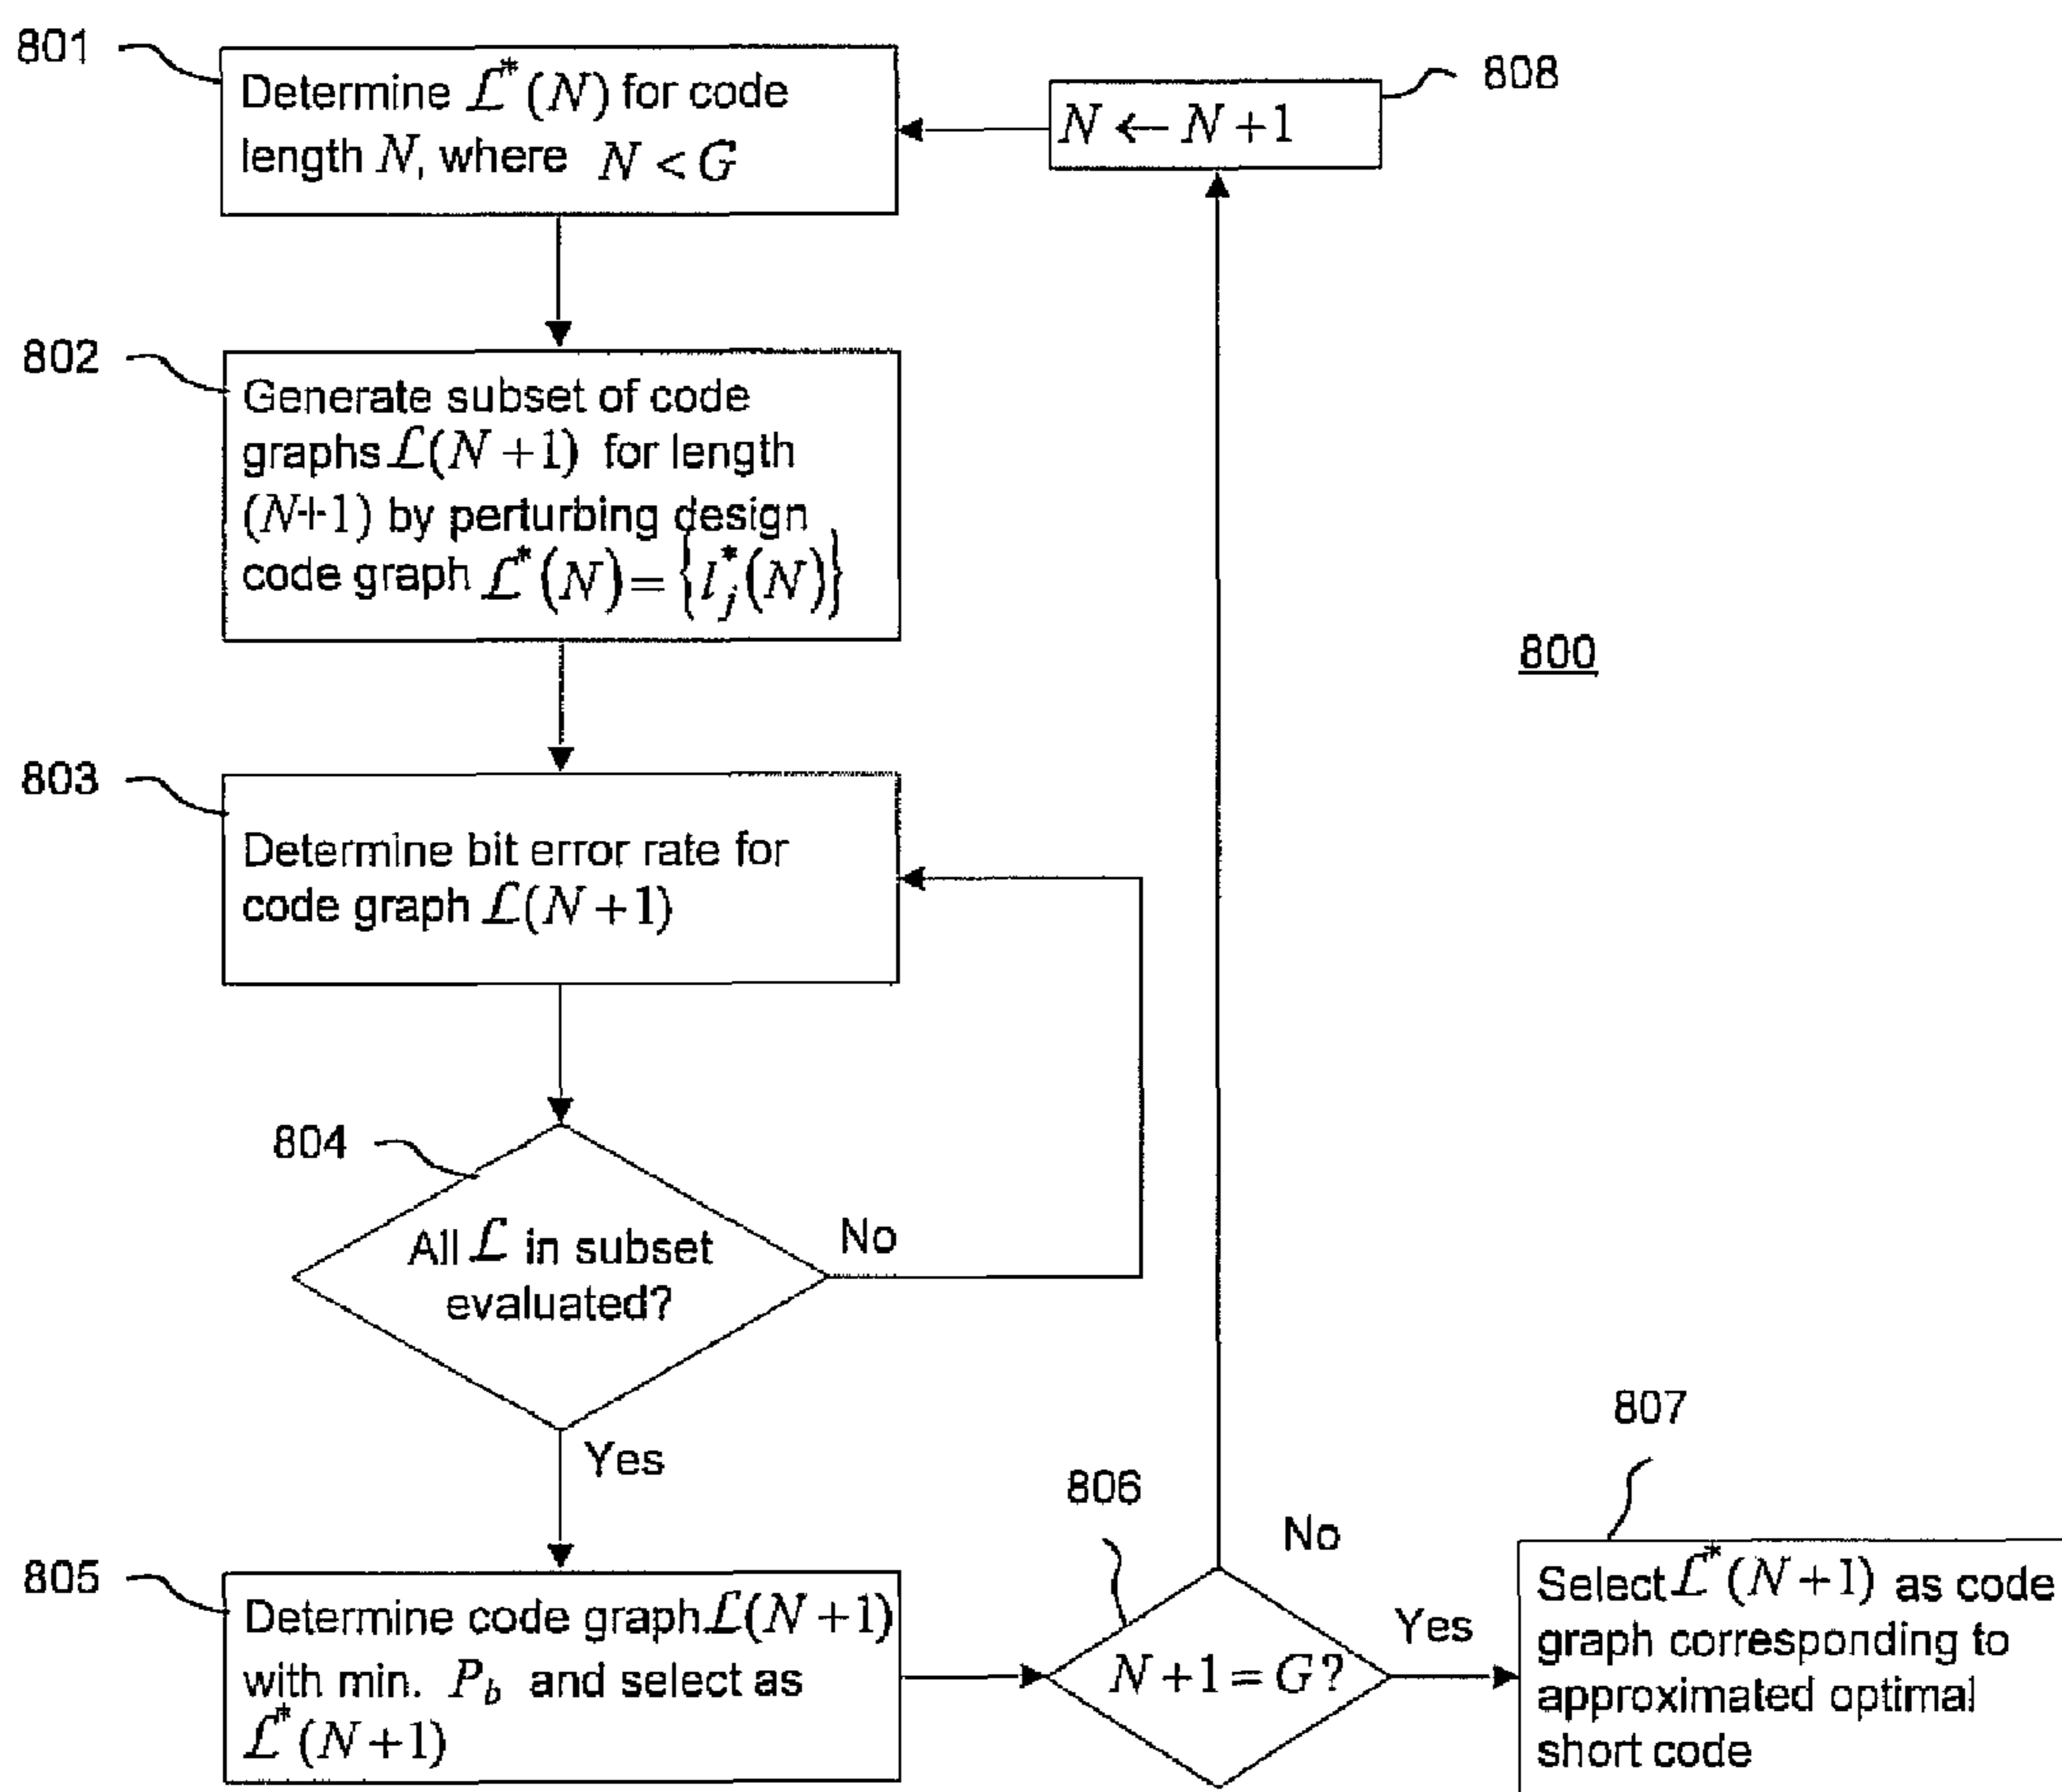 801
Determine ℒ*(N) for code
length N, where N < G
808
N ← N+1
802
Generate subset of code
graphs ℒ(N+1) for length
(N+1) by perturbing design
code graph ℒ*(N) = {l*_j(N)}
800
803
Determine bit error rate for
code graph ℒ(N+1)
804
All ℒ in subset
evaluated?
No
Yes
805
Determine code graph ℒ(N+1)
with min. P_b and select as
ℒ*(N+1)
806
N+1 = G?
No
Yes
807
Select ℒ*(N+1) as code
graph corresponding to
approximated optimal
short code